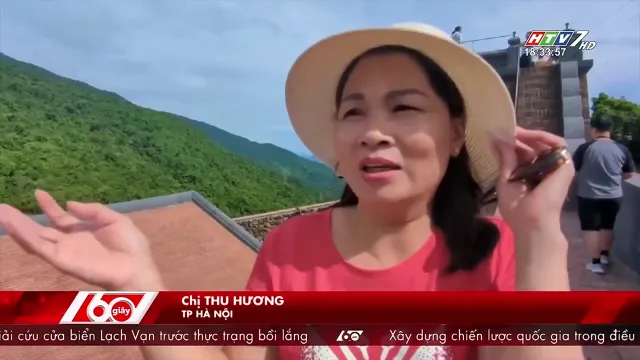 HTV7 HD
18:33:57
60 giây
Chị THU HƯƠNG
TP HÀ NỘI
iải cứu cửa biển Lạch Vạn trước thực trạng bồi lắng 60 Xây dựng chiến lược quốc gia trong điều